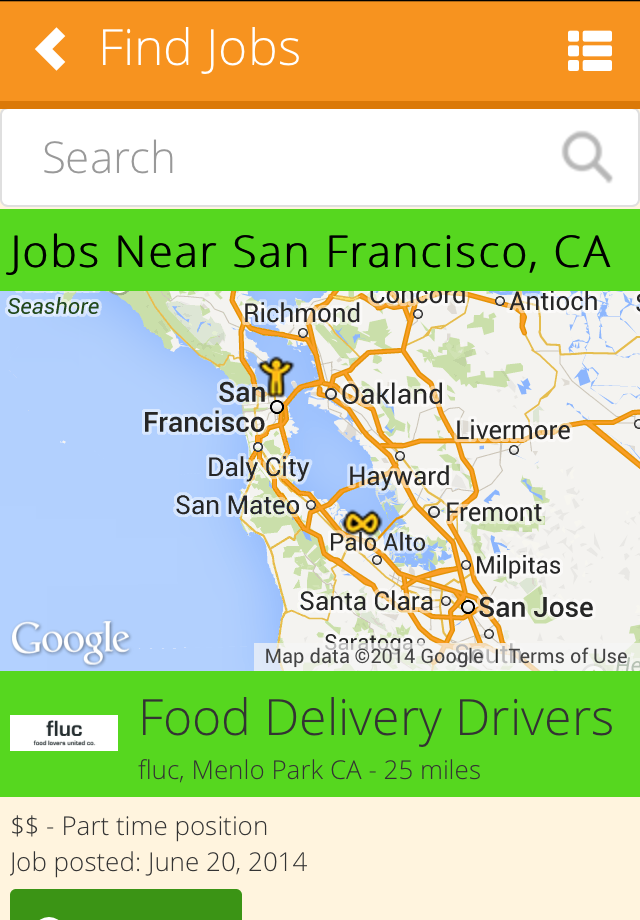 Find Jobs
Search
Jobs Near San Francisco, CA
Seashore
Concord
Antioch
Richmond
San
Francisco
Oakland
Livermore
Daly City
Hayward
San Mateo
Fremont
Palo Alto
Milpitas
Santa Clara
San Jose
Saratoga
Google
Map data ©2014 Google
Terms of Use
fluc
food lovers united co.
Food Delivery Drivers
fluc, Menlo Park CA - 25 miles
$$ - Part time position
Job posted: June 20, 2014